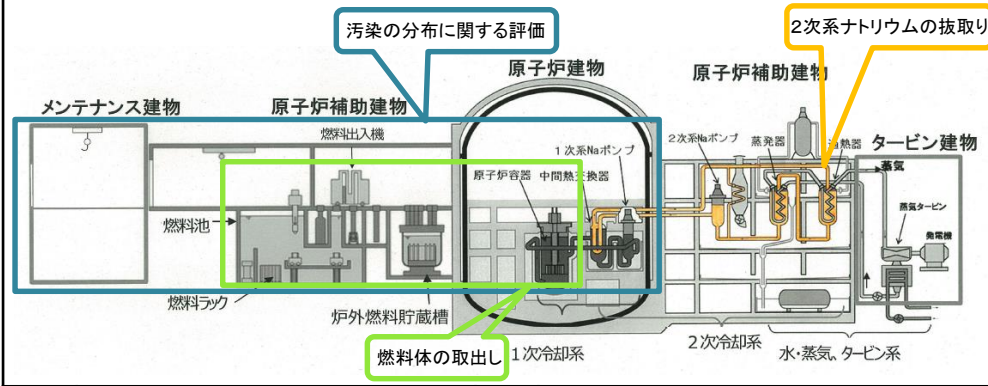 汚染の分布に関する評価
2次系ナトリウムの抜取り
原子炉建物
原子炉補助建物
メンテナンス建物
原子炉補助建物
燃料出入機
タービン建物
1次系Naポンプ
2次系Naポンプ
蒸発器
過熱器
蒸気
原子炉容器
中間熱交換器
燃料池
蒸気タービン
発電機
燃料ラック
炉外燃料貯蔵槽
燃料体の取出し
1次冷却系
2次冷却系
水・蒸気、タービン系